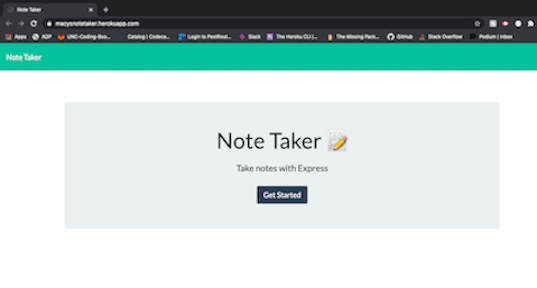 Note Taker
macysnotetaker.herokuapp.com
Apps ADP UNC-Coding-Boo... Catalog | Codeca... Login to PestRout... Slack The Heroku CLI (... The Missing Pack... GitHub Stack Overflow Podium | Inbox
Note Taker
Note Taker 📝
Take notes with Express
Get Started